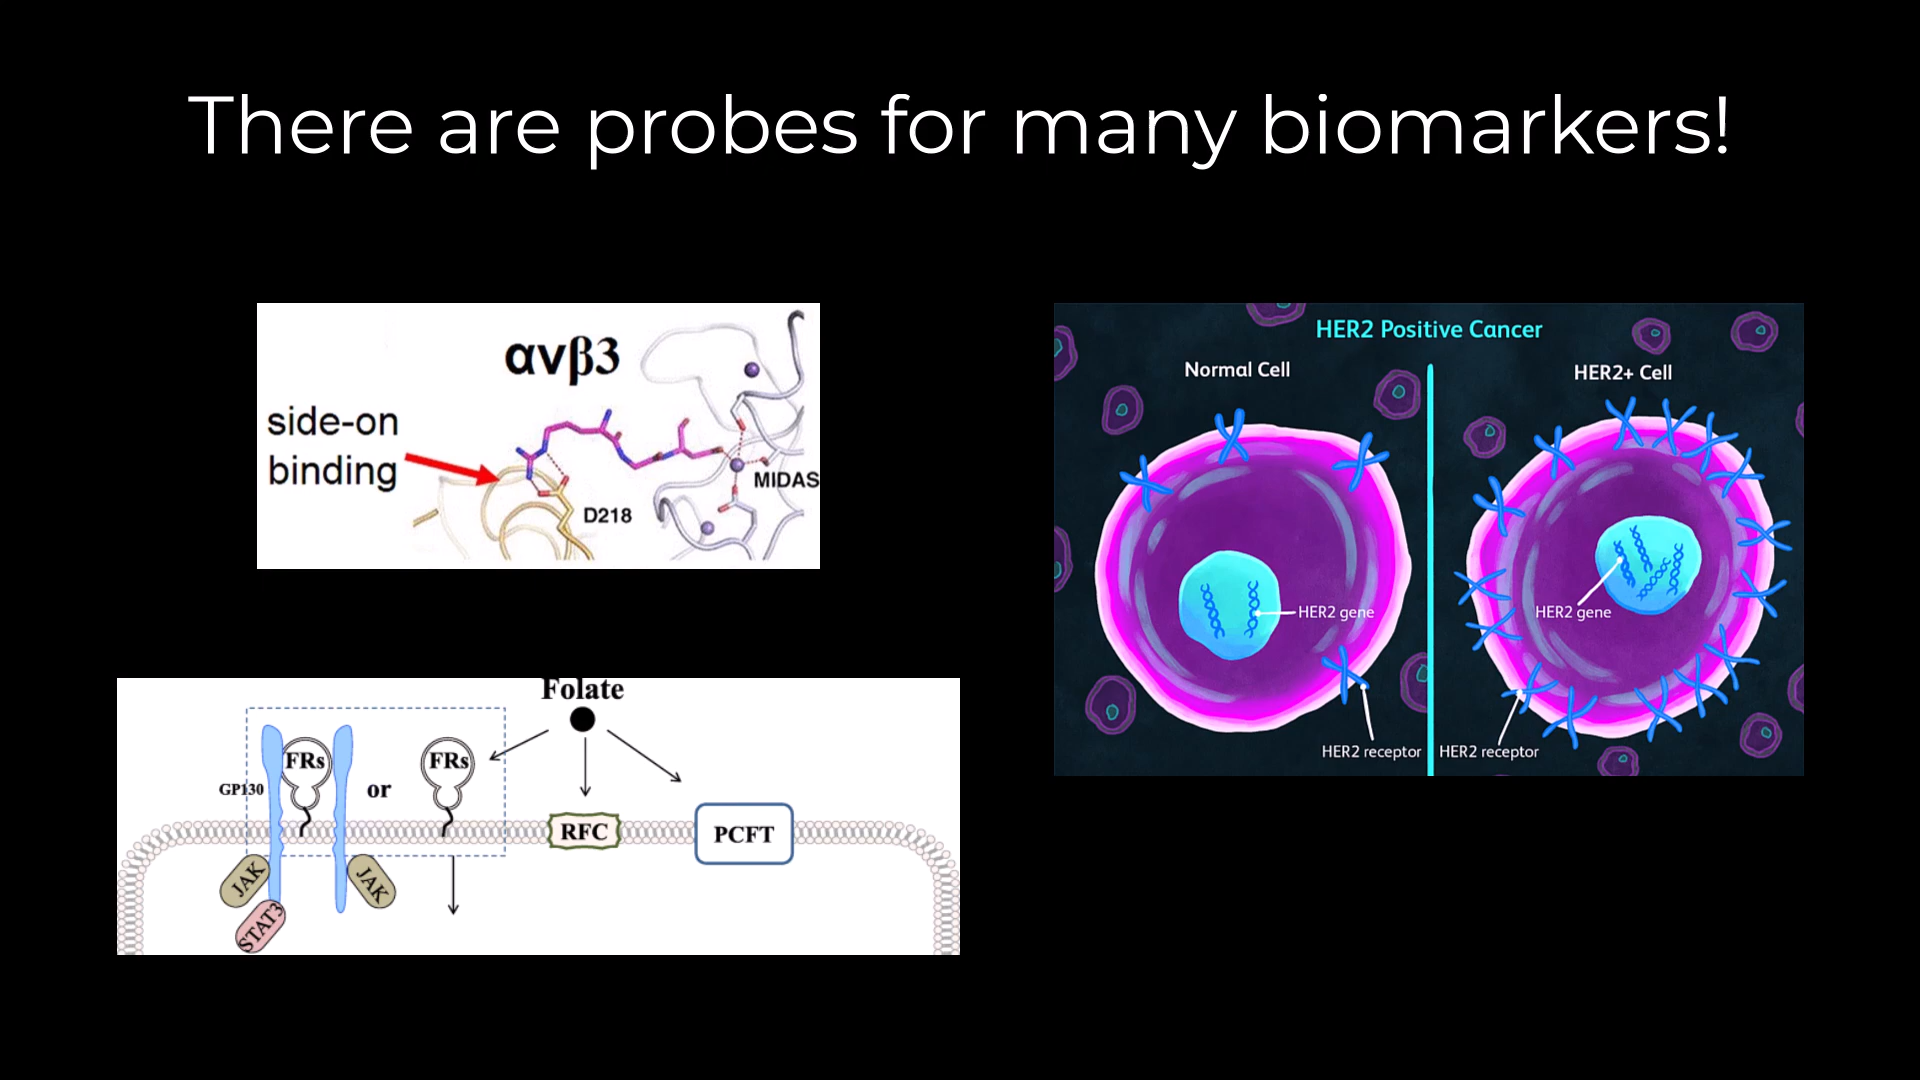 There are probes for many biomarkers!
αvβ3
side-on
binding
MIDAS
D218
HER2 Positive Cancer
Normal Cell
HER2+ Cell
HER2 gene
HER2 gene
HER2 receptor
HER2 receptor
Folate
FRs
FRs
GP130
or
RFC
PCFT
JAK
JAK
STAT3